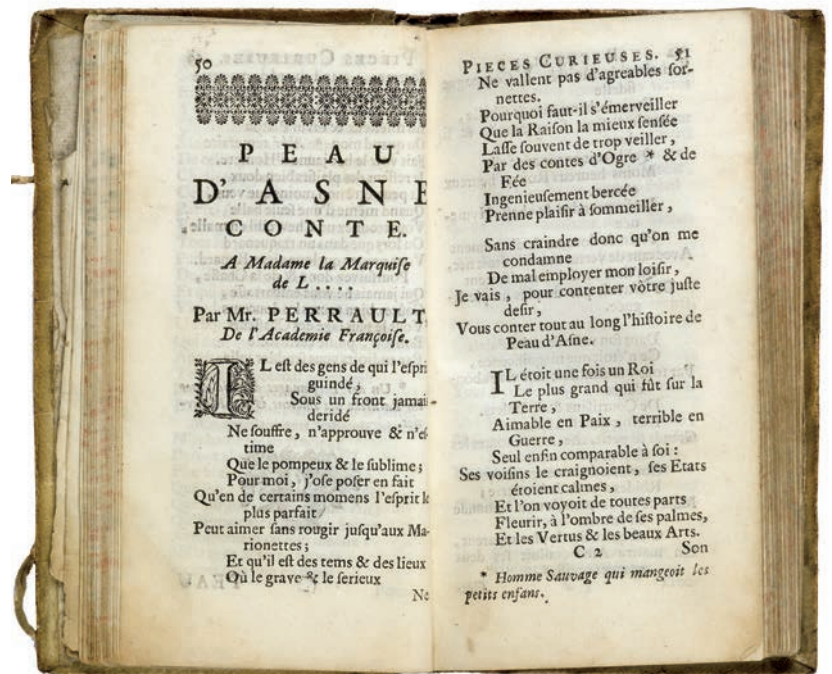 50
PEAU
D'ASNE
CONTE.
A Madame la Marquiſe
de L....
Par Mr. PERRAULT,
De l'Academie Françoiſe.
IL eſt des gens de qui l'eſpri
guindé,
Sous un front jamai-
deridé
Ne ſouffre, n'approuve & n'eſ-
time
Que le pompeux & le ſublime;
Pour moi, j'oſe poſer en fait
Qu'en de certains momens l'eſprit le
plus parfait
Peut aimer ſans rougir juſqu'aux Ma-
rionettes;
Et qu'il eſt des tems & des lieux
Où le grave & le ſerieux
Ne
PIECES CURIEUSES. 51
Ne vallent pas d'agreables ſor-
nettes.
Pourquoi faut-il s'émerveiller
Que la Raiſon la mieux ſenſée
Laſſe ſouvent de trop veiller,
Par des contes d'Ogre * & de
Fée
Ingenieuſement bercée
Prenne plaiſir à ſommeiller,
Sans craindre donc qu'on me
condamne
De mal employer mon loiſir,
Je vais, pour contenter vôtre juſte
deſir,
Vous conter tout au long l'hiſtoire de
Peau d'Aſne.
IL étoit une fois un Roi
Le plus grand qui fût ſur la
Terre,
Aimable en Paix, terrible en
Guerre,
Seul enfin comparable à ſoi:
Ses voiſins le craignoient, ſes Etats
étoient calmes,
Et l'on voyoit de toutes parts
Fleurir, à l'ombre de ſes palmes,
Et les Vertus & les beaux Arts.
C 2 Son
* Homme Sauvage qui mangeoit les
petits enfans.